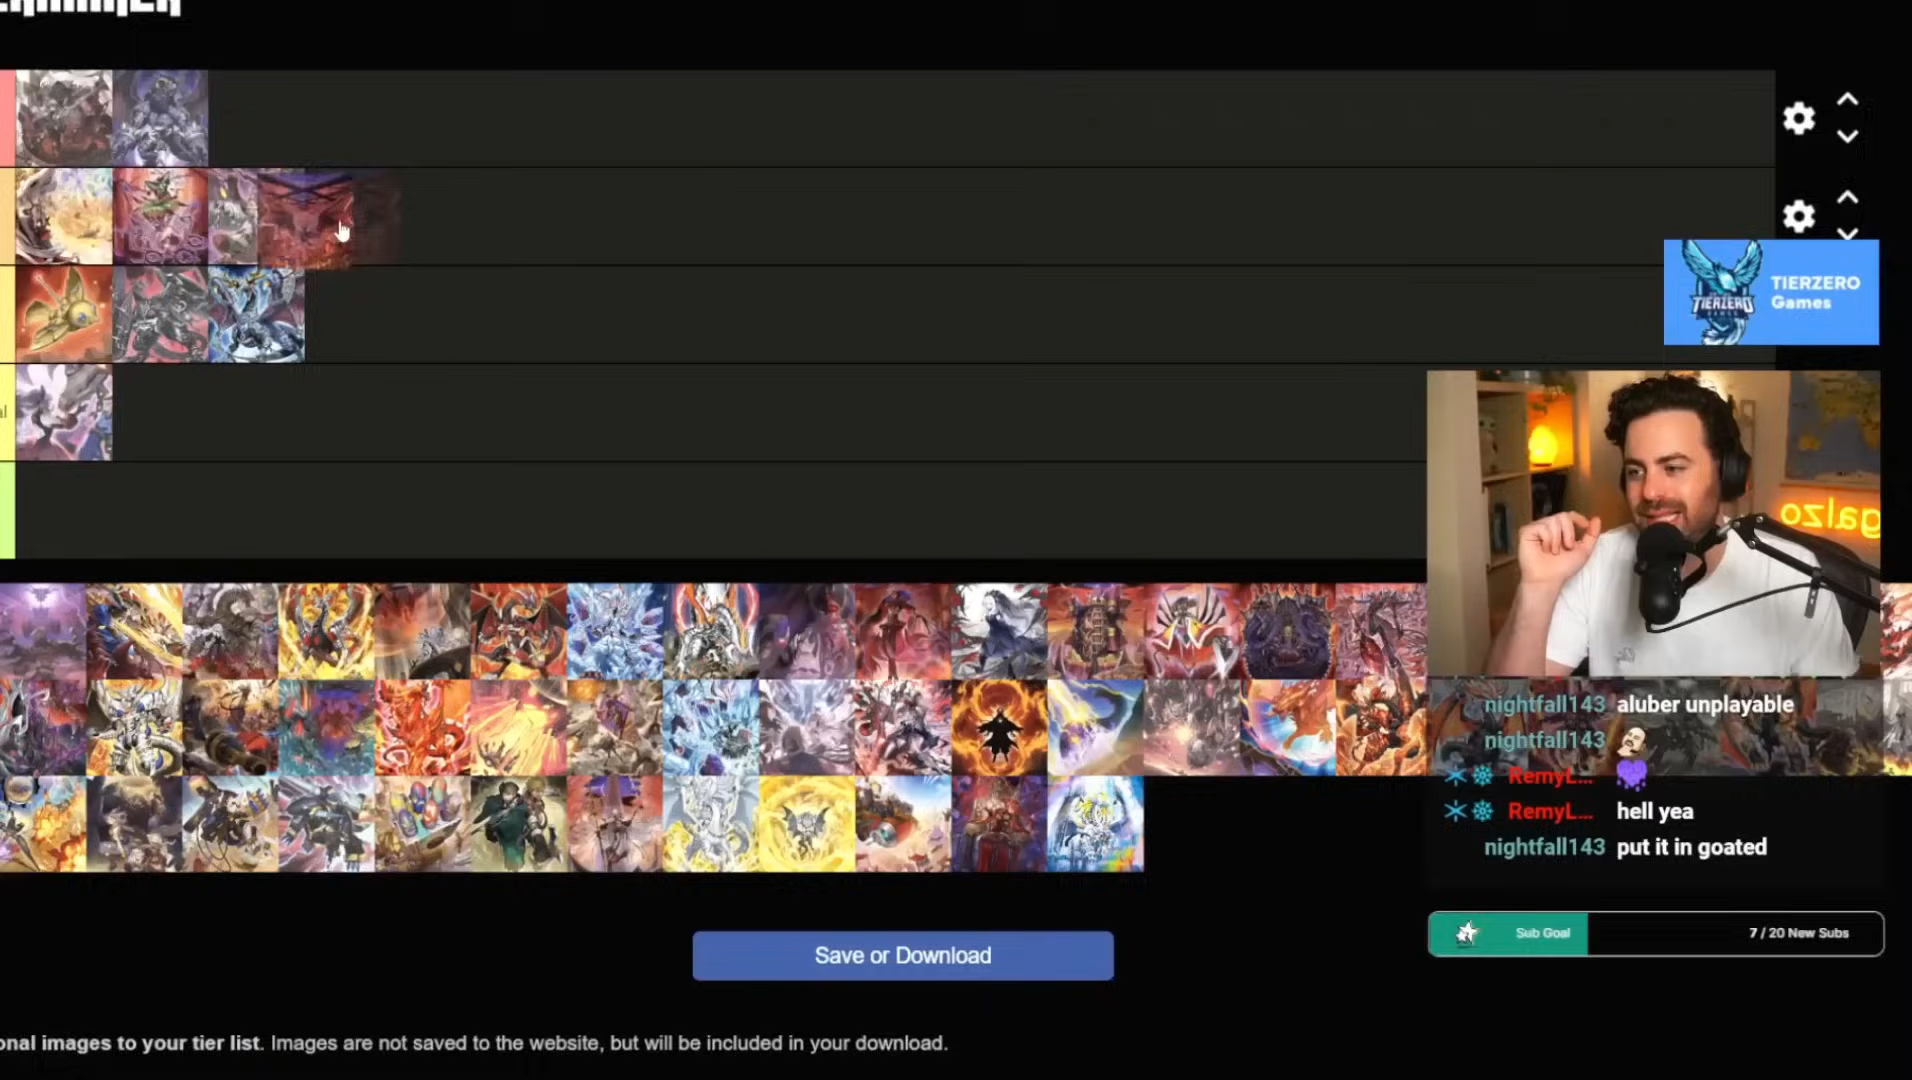 TIERZERO
Games
TIERZERO
GAMES
galzo
nightfall143 aluber unplayable
nightfall143
RemyL...
RemyL... hell yea
nightfall143 put it in goated
Sub Goal 7 / 20 New Subs
Save or Download
onal images to your tier list. Images are not saved to the website, but will be included in your download.